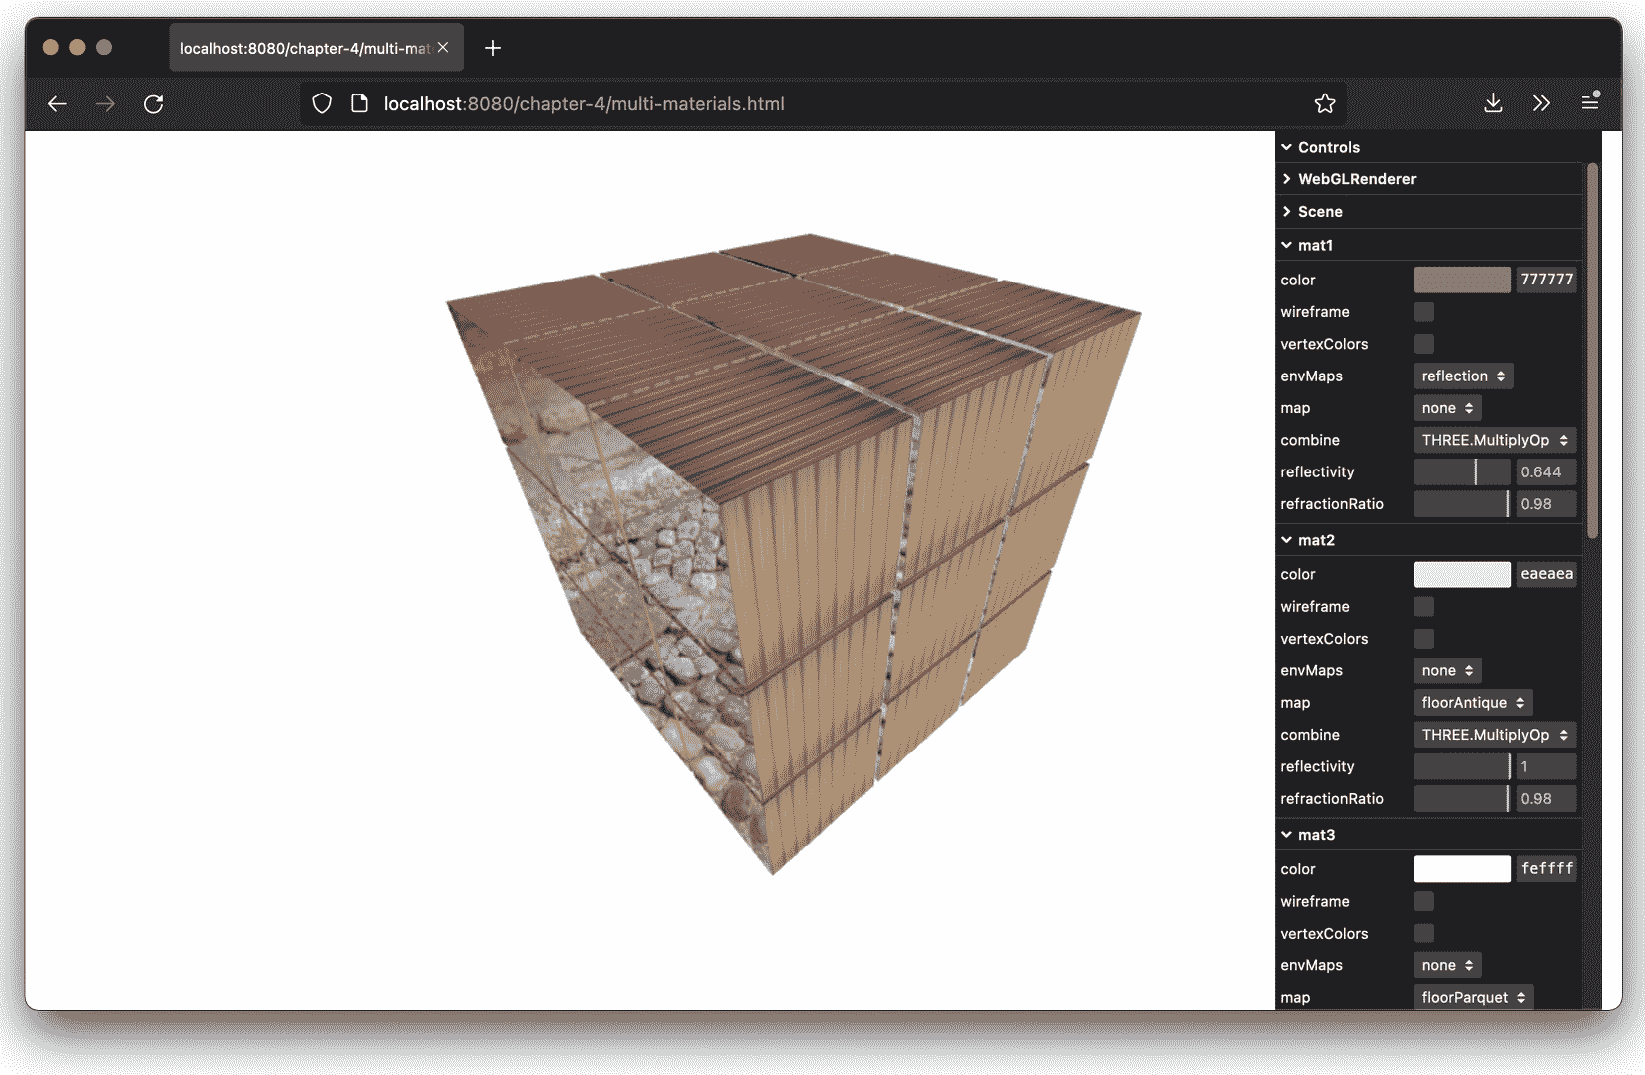 localhost:8080/chapter-4/multi-mat
localhost:8080/chapter-4/multi-materials.html
Controls
WebGLRenderer
Scene
mat1
color 777777
wireframe
vertexColors
envMaps reflection
map none
combine THREE.MultiplyOp
reflectivity 0.644
refractionRatio 0.98
mat2
color eaeaea
wireframe
vertexColors
envMaps none
map floorAntique
combine THREE.MultiplyOp
reflectivity 1
refractionRatio 0.98
mat3
color feffff
wireframe
vertexColors
envMaps none
map floorParquet